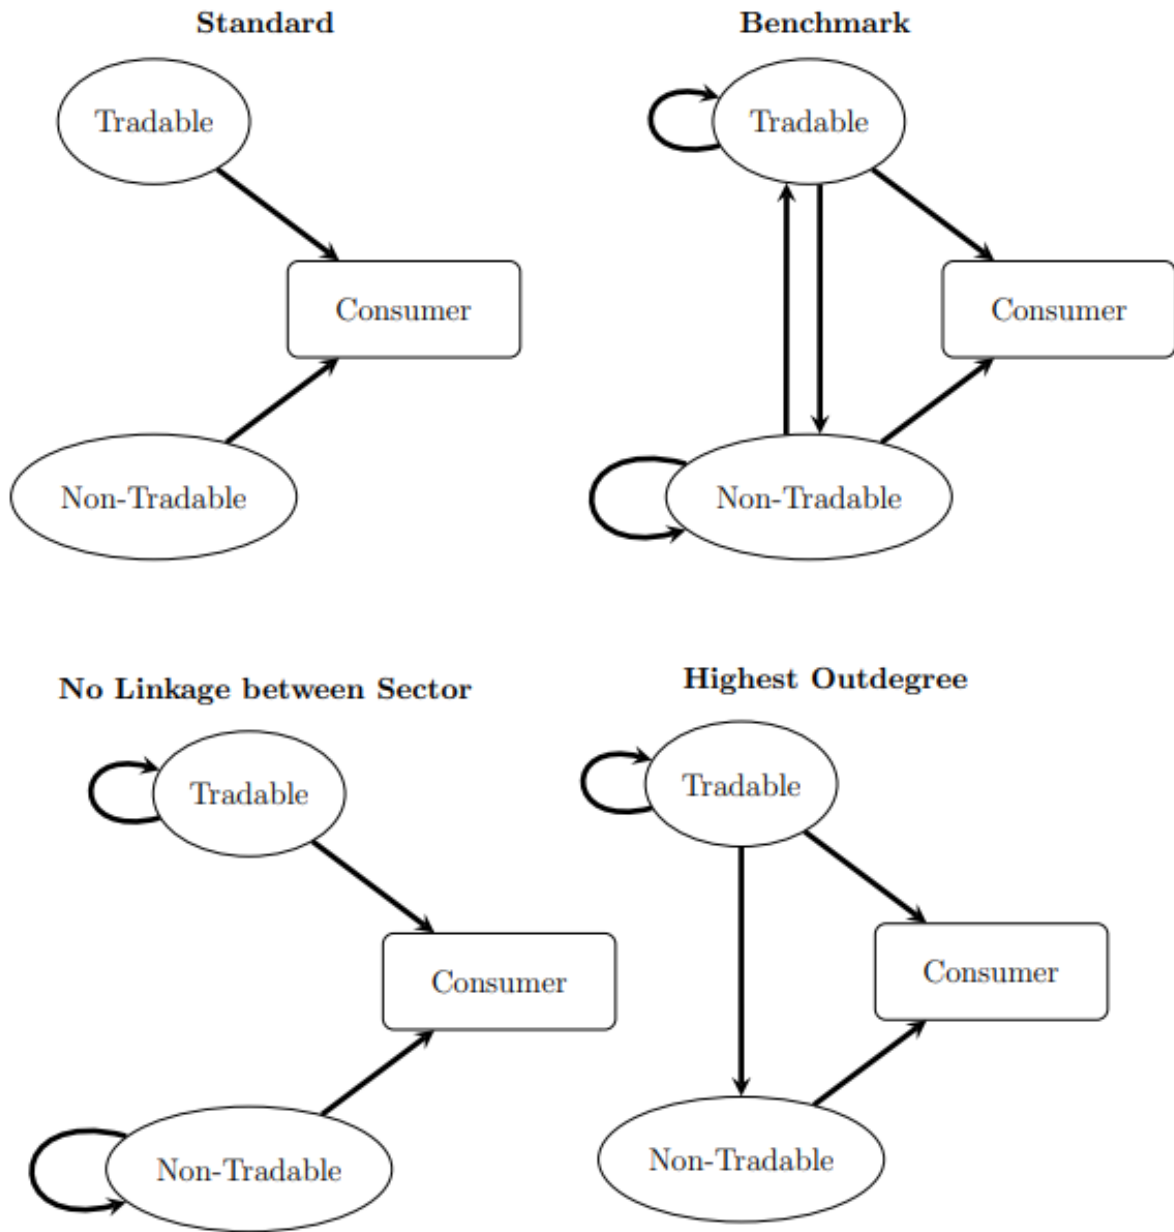 Standard
Tradable
Consumer
Non-Tradable
Benchmark
Tradable
Consumer
Non-Tradable
No Linkage between Sector
Tradable
Consumer
Non-Tradable
Highest Outdegree
Tradable
Consumer
Non-Tradable